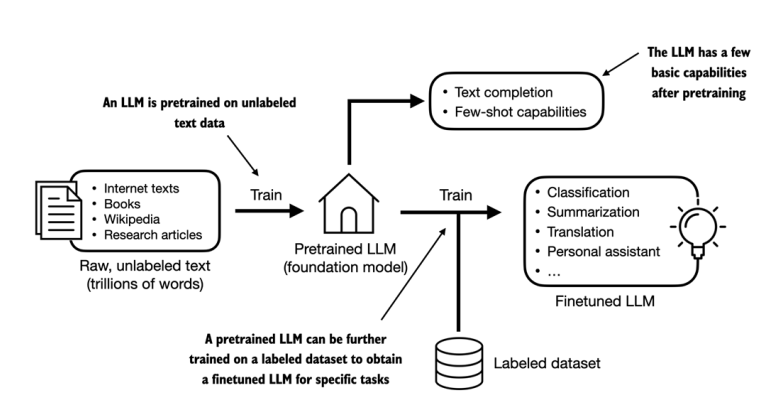 The LLM has a few
basic capabilities
after pretraining
• Text completion
• Few-shot capabilities
An LLM is pretrained on unlabeled
text data
• Internet texts
• Books
• Wikipedia
• Research articles
Raw, unlabeled text
(trillions of words)
Train
Pretrained LLM
(foundation model)
Train
• Classification
• Summarization
• Translation
• Personal assistant
• ...
Finetuned LLM
A pretrained LLM can be further
trained on a labeled dataset to obtain
a finetuned LLM for specific tasks
Labeled dataset